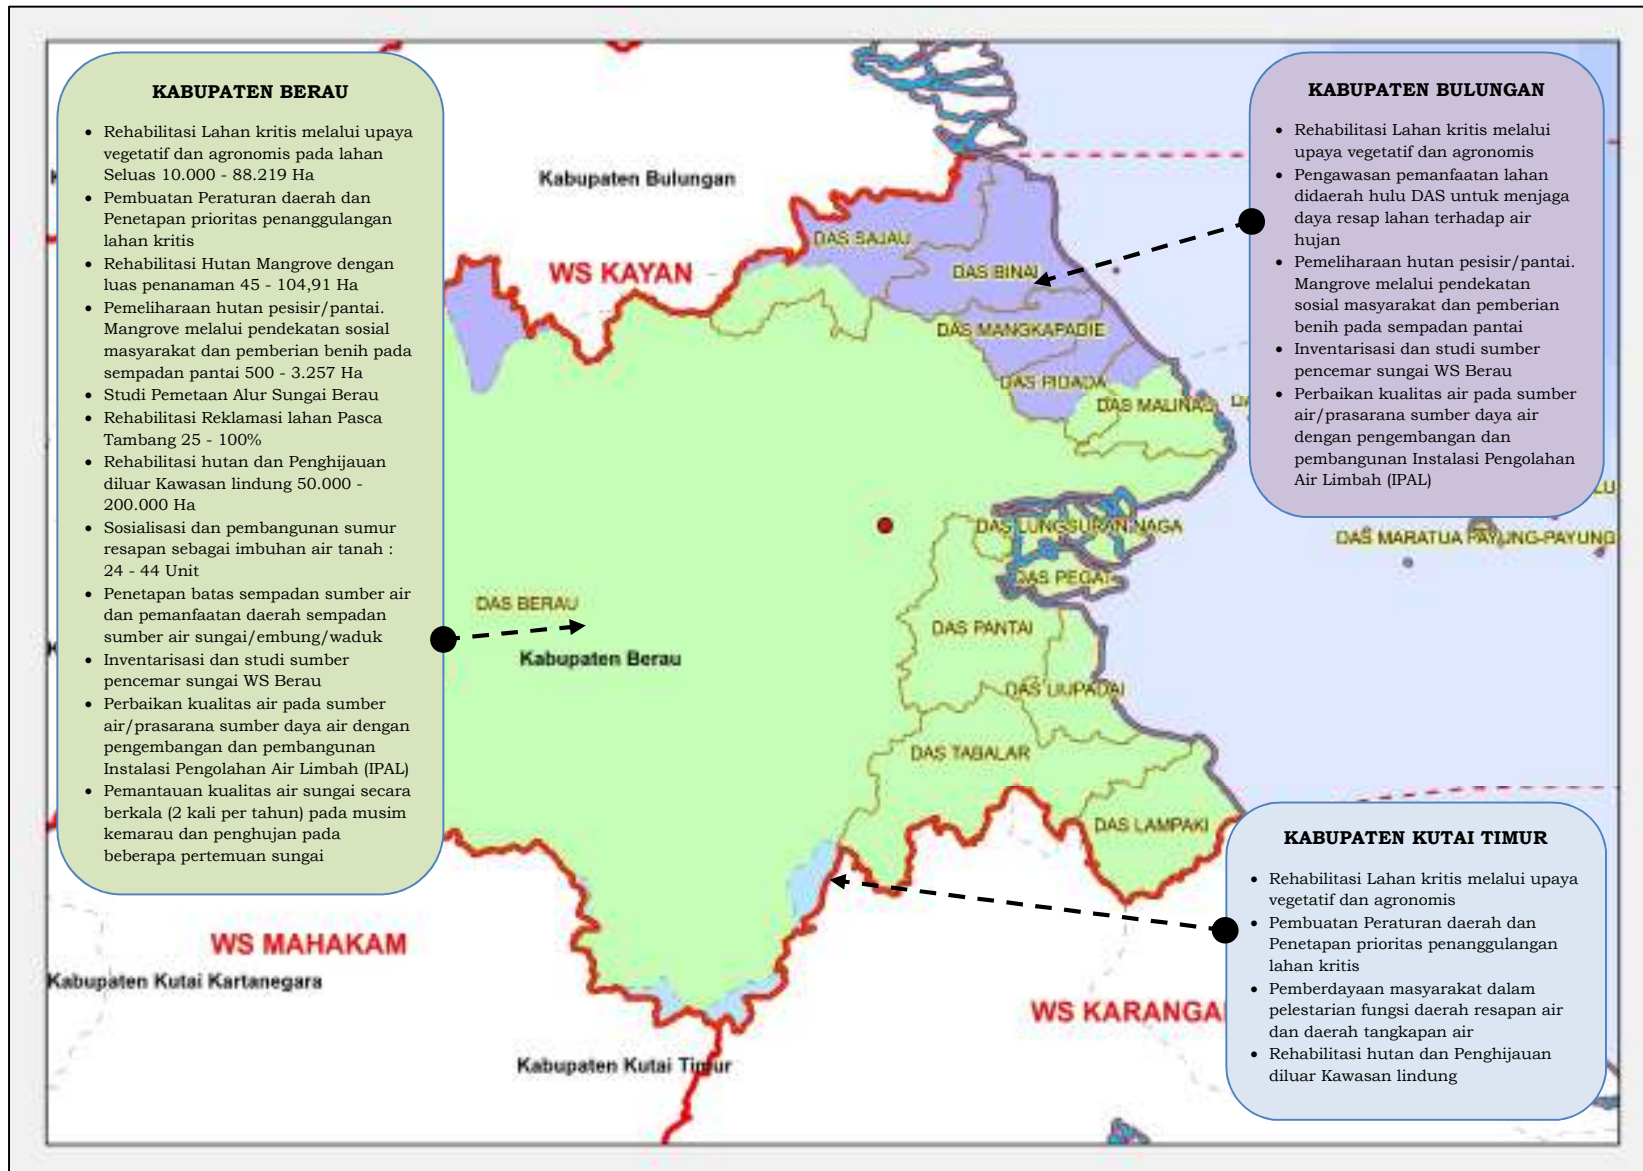 KABUPATEN BERAU
• Rehabilitasi Lahan kritis melalui upaya
vegetatif dan agronomis pada lahan
Seluas 10.000 - 88.219 Ha
• Pembuatan Peraturan daerah dan
Penetapan prioritas penanggulangan
lahan kritis
• Rehabilitasi Hutan Mangrove dengan
luas penanaman 45 - 104,91 Ha
• Pemeliharaan hutan pesisir/pantai.
Mangrove melalui pendekatan sosial
masyarakat dan pemberian benih pada
sempadan pantai 500 - 3.257 Ha
• Studi Pemetaan Alur Sungai Berau
• Rehabilitasi Reklamasi lahan Pasca
Tambang 25 - 100%
• Rehabilitasi hutan dan Penghijauan
diluar Kawasan lindung 50.000 -
200.000 Ha
• Sosialisasi dan pembangunan sumur
resapan sebagai imbuhan air tanah :
24 - 44 Unit
• Penetapan batas sempadan sumber air
dan pemanfaatan daerah sempadan
sumber air sungai/embung/waduk
• Inventarisasi dan studi sumber
pencemar sungai WS Berau
• Perbaikan kualitas air pada sumber
air/prasarana sumber daya air dengan
pengembangan dan pembangunan
Instalasi Pengolahan Air Limbah (IPAL)
• Pemantauan kualitas air sungai secara
berkala (2 kali per tahun) pada musim
kemarau dan penghujan pada
beberapa pertemuan sungai
KABUPATEN BULUNGAN
• Rehabilitasi Lahan kritis melalui
upaya vegetatif dan agronomis
• Pengawasan pemanfaatan lahan
didaerah hulu DAS untuk menjaga
daya resap lahan terhadap air
hujan
• Pemeliharaan hutan pesisir/pantai.
Mangrove melalui pendekatan
sosial masyarakat dan pemberian
benih pada sempadan pantai
• Inventarisasi dan studi sumber
pencemar sungai WS Berau
• Perbaikan kualitas air pada sumber
air/prasarana sumber daya air
dengan pengembangan dan
pembangunan Instalasi Pengolahan
Air Limbah (IPAL)
KABUPATEN KUTAI TIMUR
• Rehabilitasi Lahan kritis melalui upaya
vegetatif dan agronomis
• Pembuatan Peraturan daerah dan
Penetapan prioritas penanggulangan
lahan kritis
• Pemberdayaan masyarakat dalam
pelestarian fungsi daerah resapan air
dan daerah tangkapan air
• Rehabilitasi hutan dan Penghijauan
diluar Kawasan lindung
Kabupaten Bulungan
WS KAYAN
DAS SAJAU
DAS BINAI
DAS MANGKAPADIE
DAS PIDADA
DAS MALINAU
DAS LUNGSURAN NAGA
DAS MARATUA PAYUNG-PAYUNG
DAS PEGAT
DAS BERAU
DAS PANTAI
Kabupaten Berau
DAS LIUPADAI
DAS TABALAR
DAS LAMPAKI
WS MAHAKAM
Kabupaten Kutai Kartanegara
WS KARANGA
Kabupaten Kutai Timur